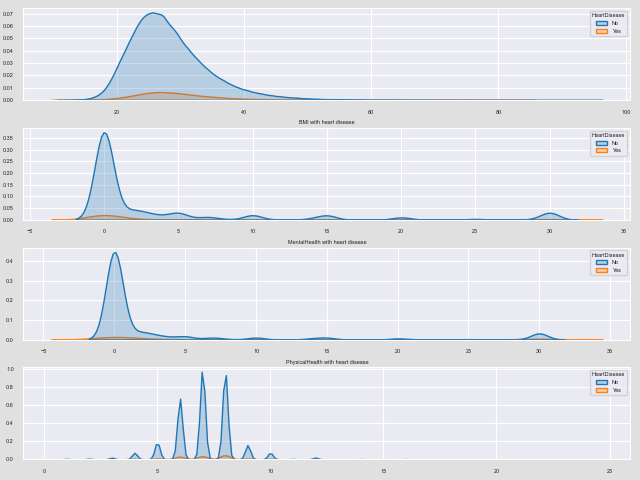 0.07
0.06
0.05
0.04
0.03
0.02
0.01
0.00
HeartDisease
No
Yes
20 40 60 80 100
BMI with heart disease
0.35
0.30
0.25
0.20
0.15
0.10
0.05
0.00
HeartDisease
No
Yes
−5 0 5 10 15 20 25 30 35
MentalHealth with heart disease
0.4
0.3
0.2
0.1
0.0
HeartDisease
No
Yes
−5 0 5 10 15 20 25 30 35
PhysicalHealth with heart disease
1.0
0.8
0.6
0.4
0.2
0.0
HeartDisease
No
Yes
0 5 10 15 20 25